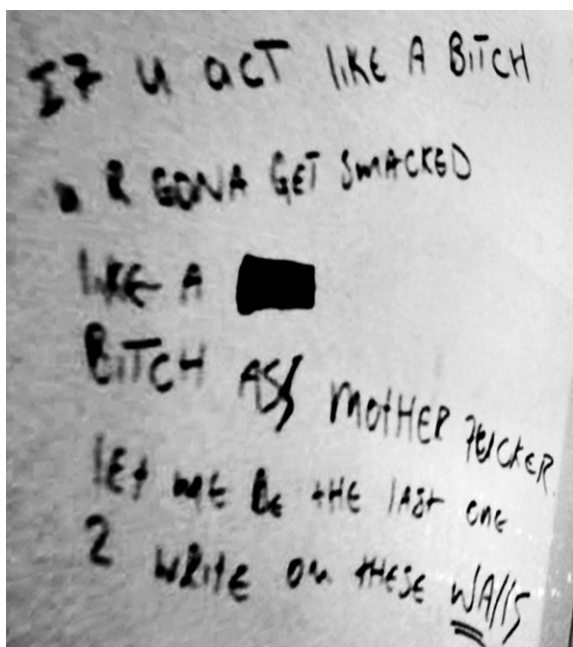 If u act like A BiTCH
R GONA GET SMACKED
like A
BiTCH ASS MOTHER FUCKER
let me Be the last one
2 write on these walls